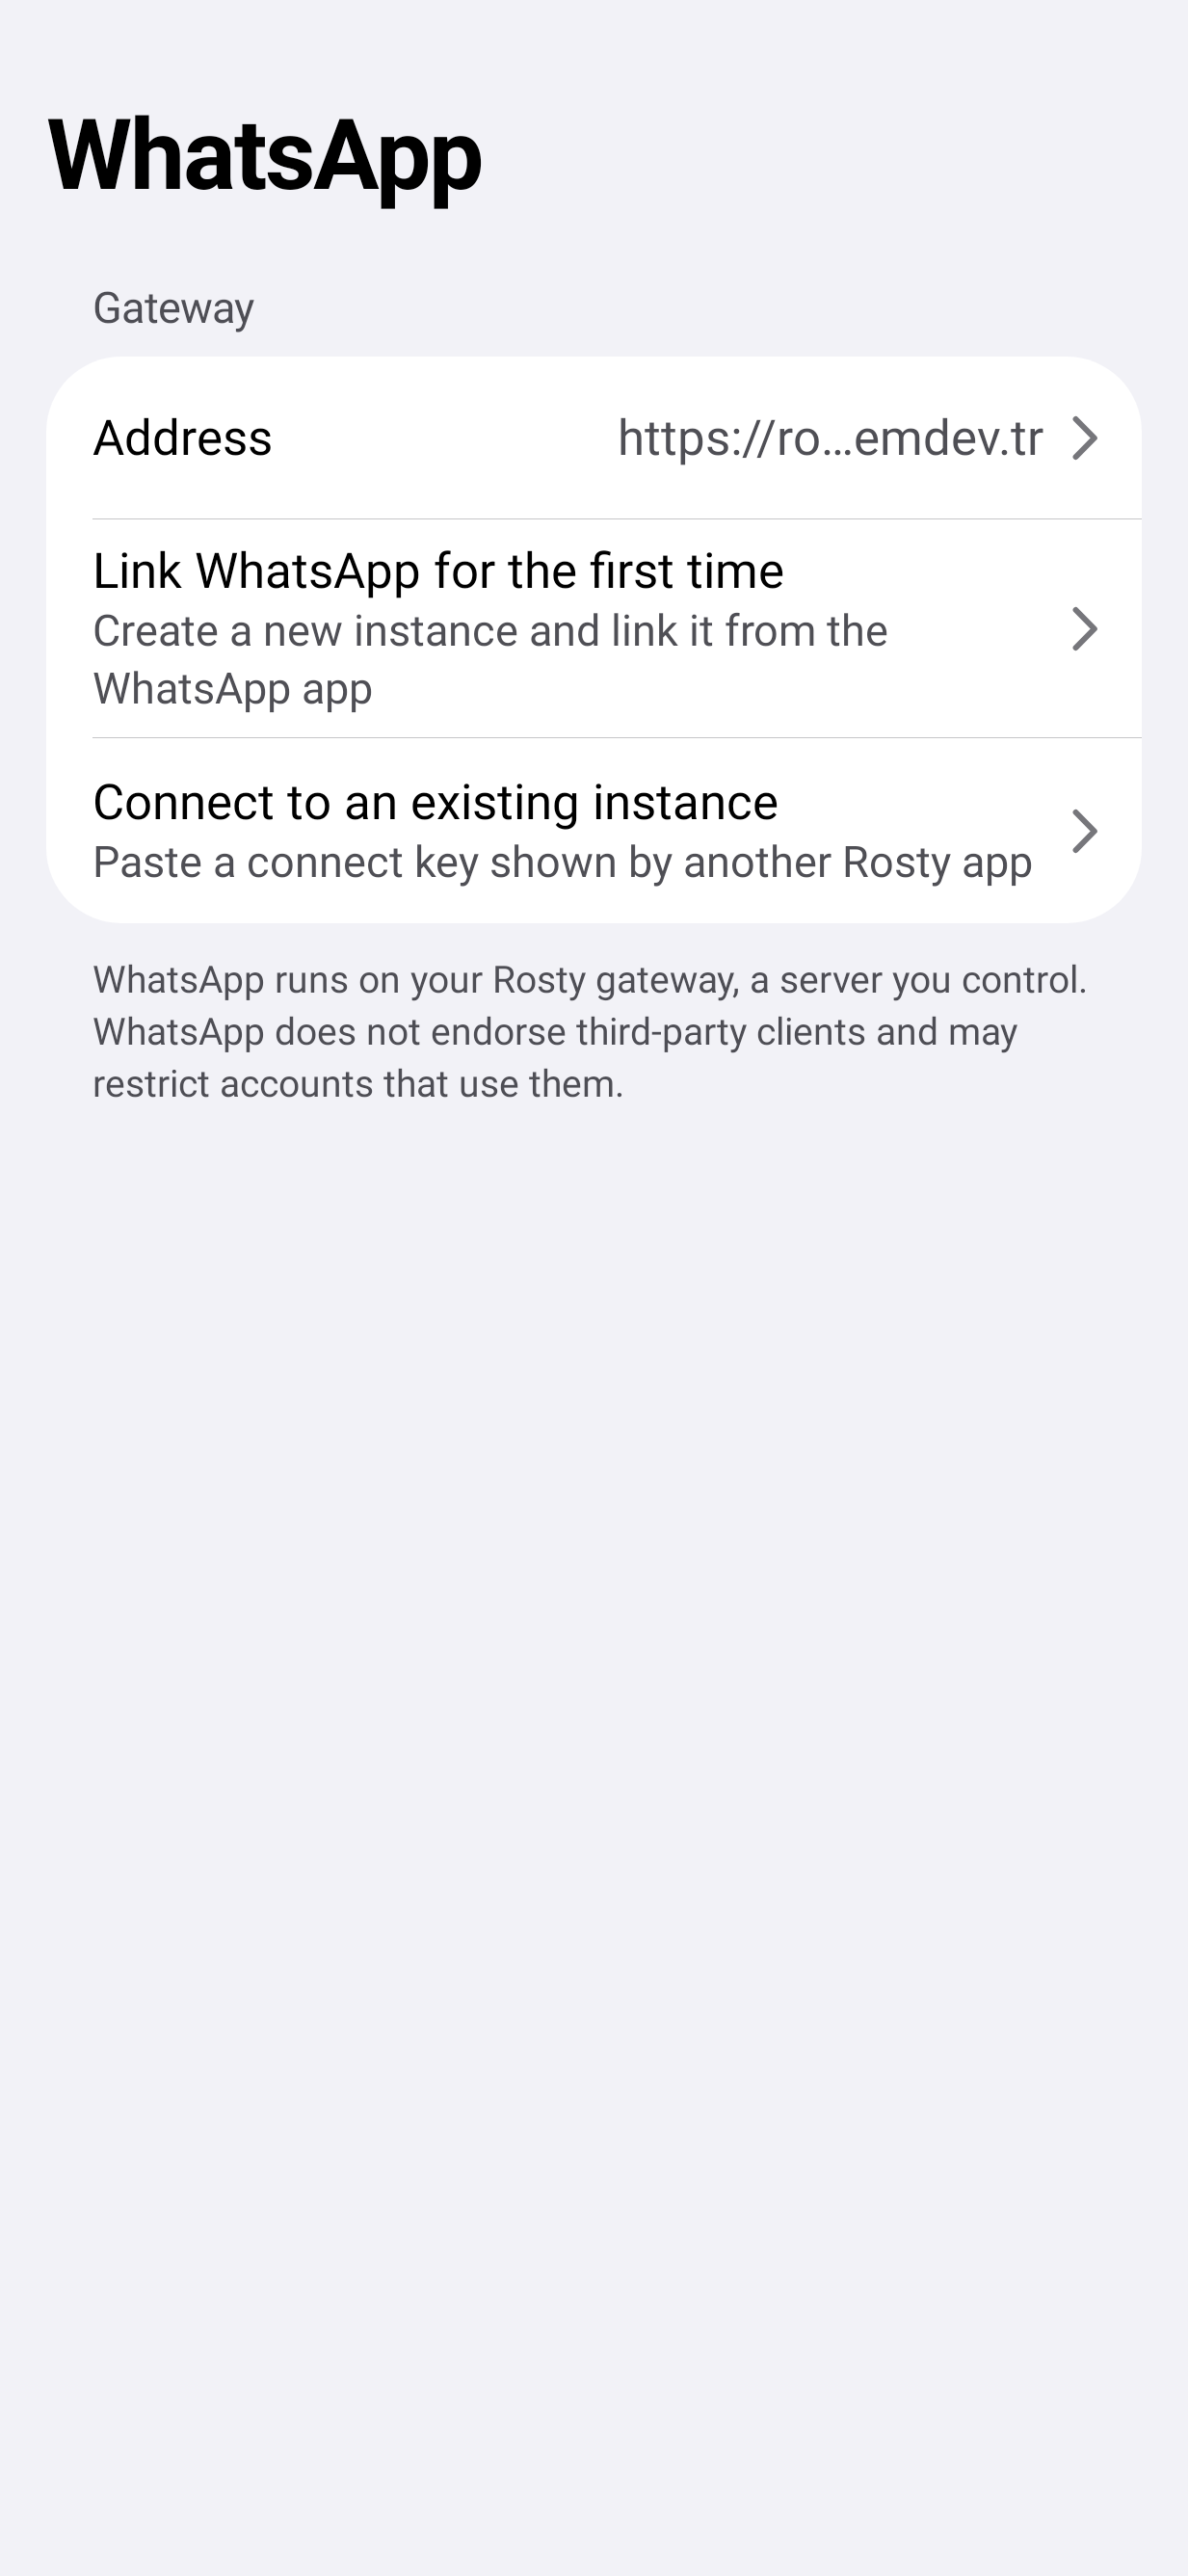 WhatsApp
Gateway
Address https://ro...emdev.tr
Link WhatsApp for the first time
Create a new instance and link it from the
WhatsApp app
Connect to an existing instance
Paste a connect key shown by another Rosty app
WhatsApp runs on your Rosty gateway, a server you control.
WhatsApp does not endorse third-party clients and may
restrict accounts that use them.